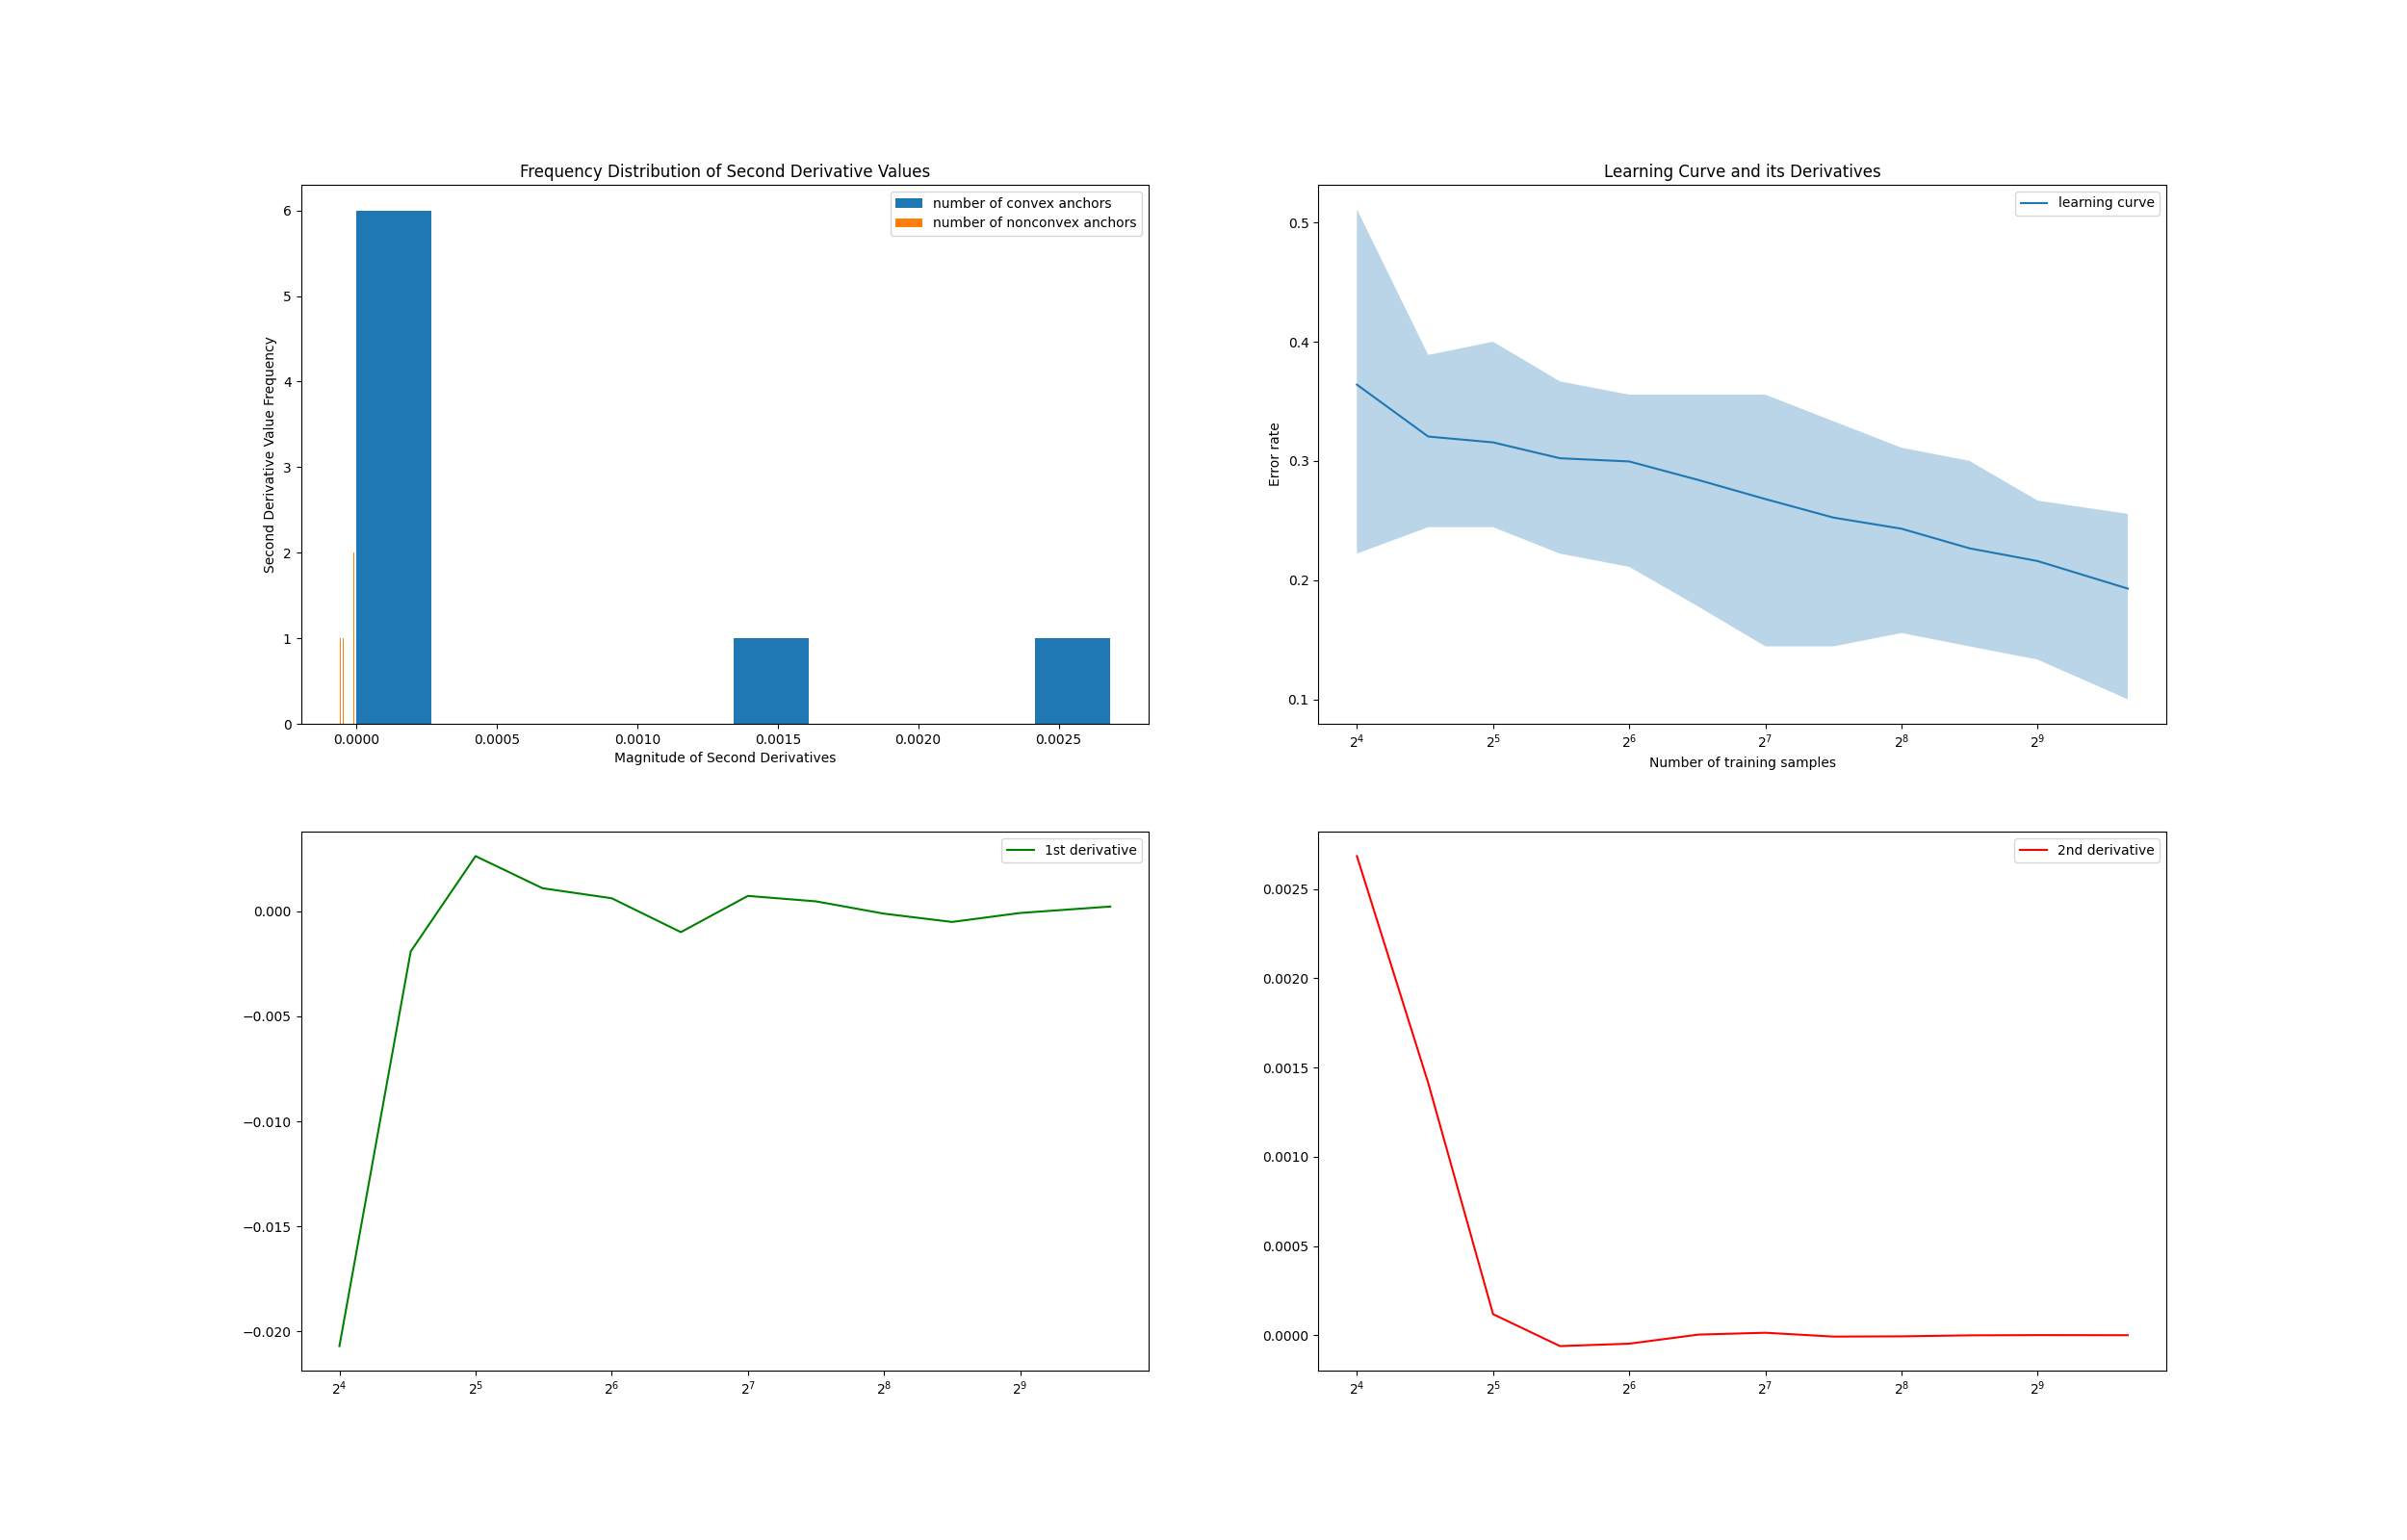 Frequency Distribution of Second Derivative Values
number of convex anchors
number of nonconvex anchors
Second Derivative Value Frequency
6
5
4
3
2
1
0
0.0000 0.0005 0.0010 0.0015 0.0020 0.0025
Magnitude of Second Derivatives
Learning Curve and its Derivatives
learning curve
Error rate
0.5
0.4
0.3
0.2
0.1
2⁴ 2⁵ 2⁶ 2⁷ 2⁸ 2⁹
Number of training samples
1st derivative
0.000
−0.005
−0.010
−0.015
−0.020
2⁴ 2⁵ 2⁶ 2⁷ 2⁸ 2⁹
2nd derivative
0.0025
0.0020
0.0015
0.0010
0.0005
0.0000
2⁴ 2⁵ 2⁶ 2⁷ 2⁸ 2⁹